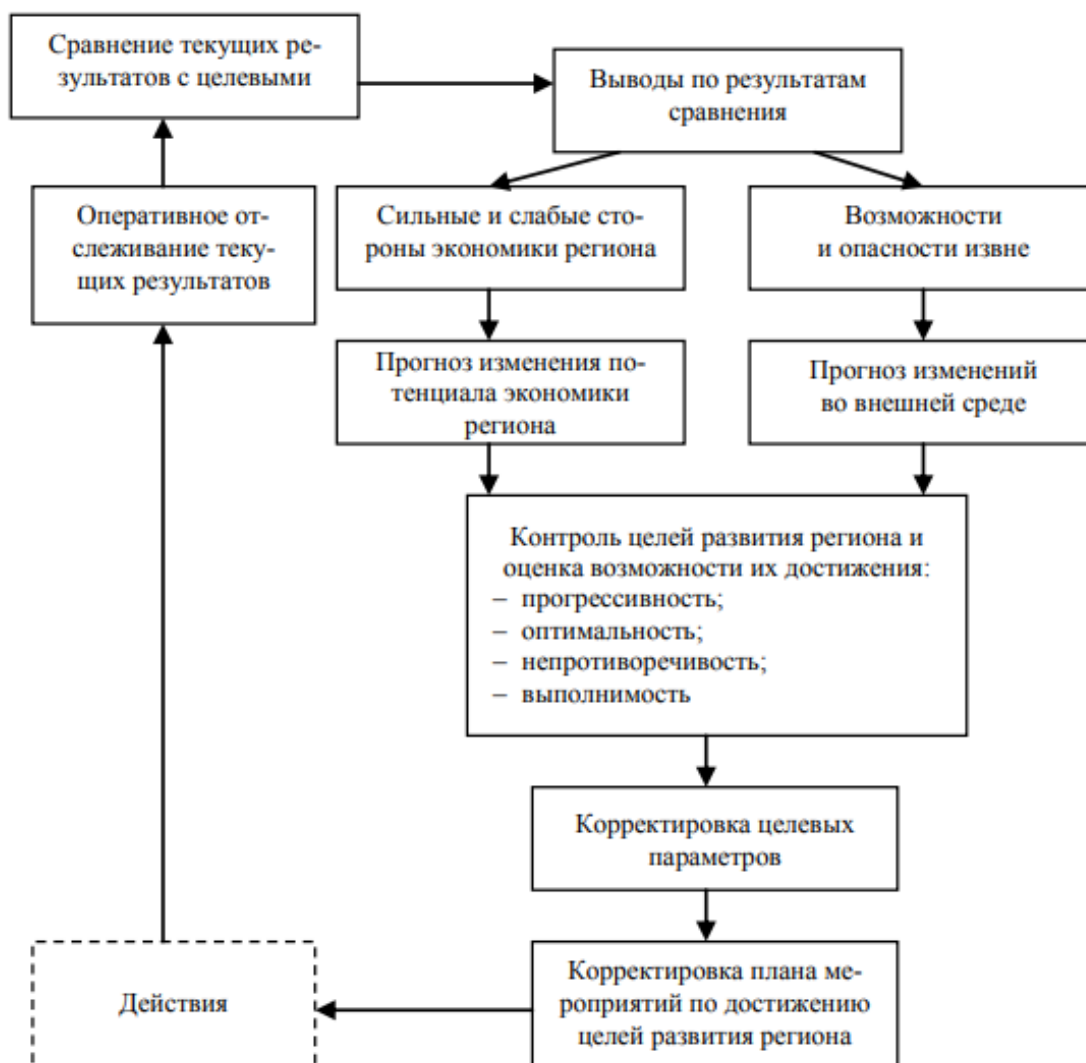 Сравнение текущих ре-
зультатов с целевыми
Выводы по результатам
сравнения
Оперативное от-
слеживание теку-
щих результатов
Сильные и слабые сто-
роны экономики региона
Возможности
и опасности извне
Прогноз изменения по-
тенциала экономики
региона
Прогноз изменений
во внешней среде
Контроль целей развития региона и
оценка возможности их достижения:
– прогрессивность;
– оптимальность;
– непротиворечивость;
– выполнимость
Корректировка целевых
параметров
Корректировка плана ме-
роприятий по достижению
целей развития региона
Действия